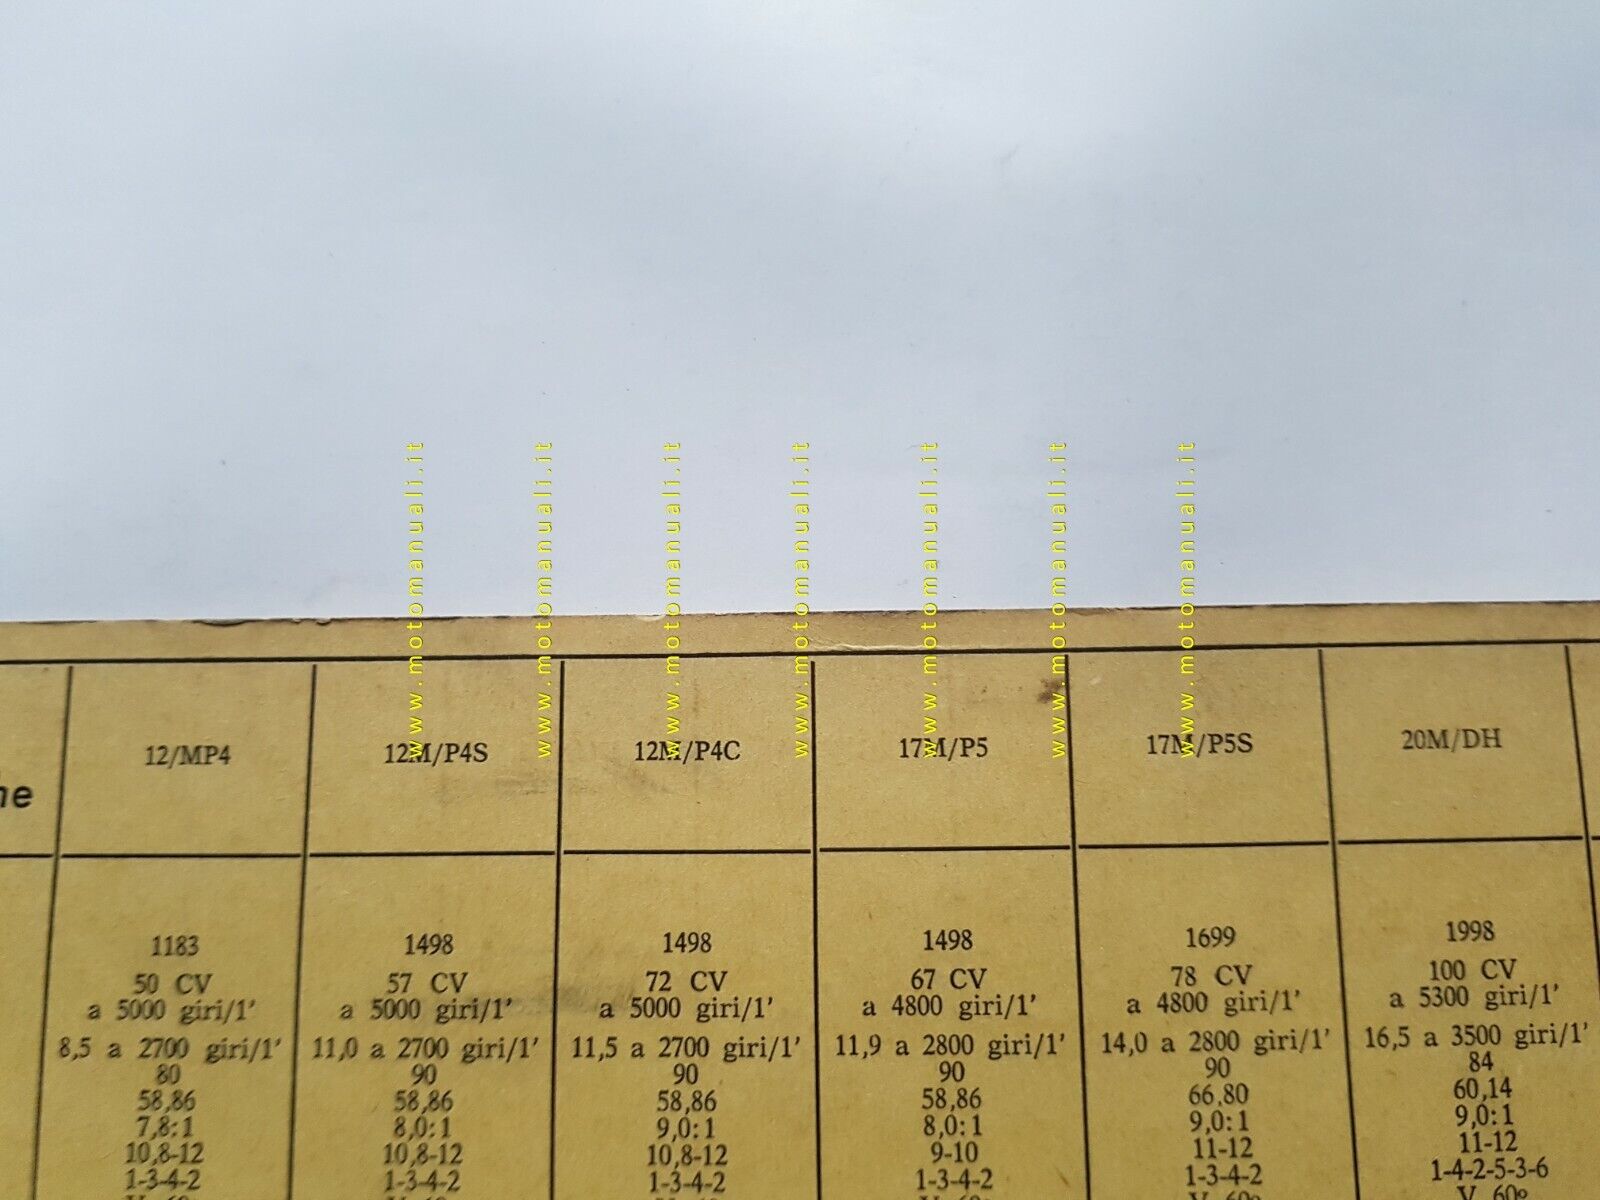 www.motomanuali.it www.motomanuali.it www.motomanuali.it www.motomanuali.it www.motomanuali.it www.motomanuali.it www.motomanuali.it
12/MP4 12M/P4S 12M/P4C 17M/P5 17M/P5S 20M/DH
1183 1498 1498 1498 1699 1998
50 CV 57 CV 72 CV 67 CV 78 CV 100 CV
a 5000 giri/1' a 5000 giri/1' a 5000 giri/1' a 4800 giri/1' a 4800 giri/1' a 5300 giri/1'
8,5 a 2700 giri/1' 11,0 a 2700 giri/1' 11,5 a 2700 giri/1' 11,9 a 2800 giri/1' 14,0 a 2800 giri/1' 16,5 a 3500 giri/1'
80 90 90 90 90 84
58,86 58,86 58,86 58,86 66,80 60,14
7,8:1 8,0:1 9,0:1 8,0:1 9,0:1 9,0:1
10,8-12 10,8-12 10,8-12 9-10 11-12 11-12
1-3-4-2 1-3-4-2 1-3-4-2 1-3-4-2 1-3-4-2 1-4-2-5-3-6